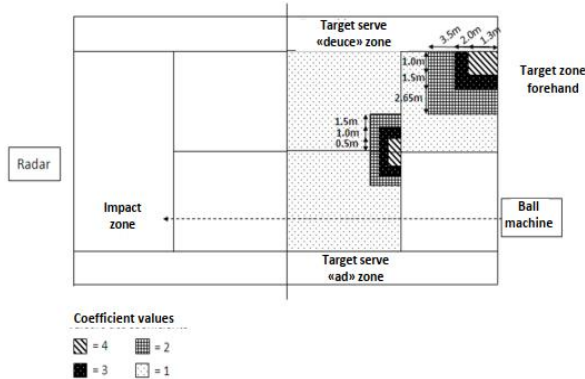 Target serve
«deuce» zone
3.5m
2.0m
1.3m
1.0m
1.5m
2.65m
Target zone
forehand
1.5m
1.0m
0.5m
Radar
Impact
zone
Ball
machine
Target serve
«ad» zone
Coefficient values
= 4
= 2
= 3
= 1